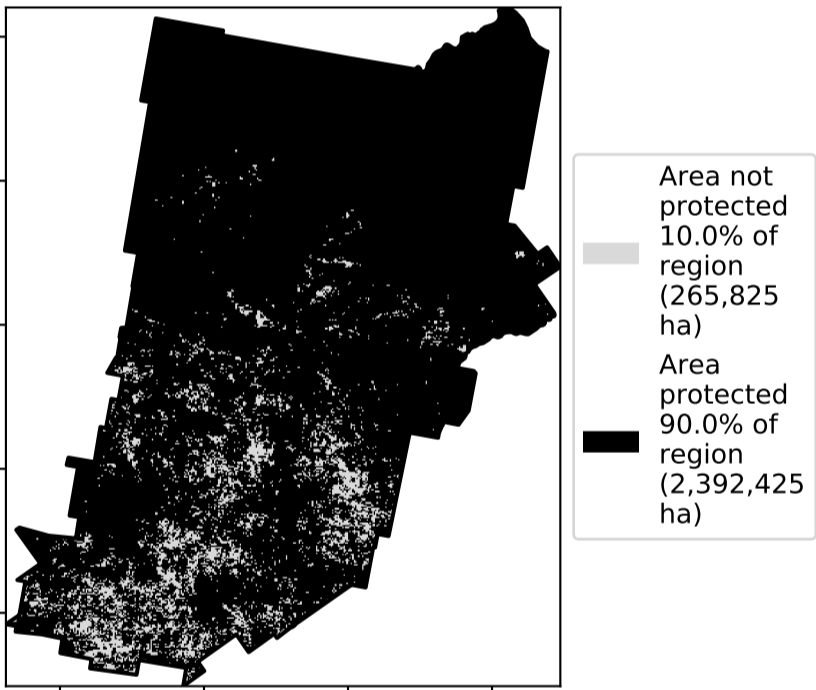 Area not
protected
10.0% of
region
(265,825
ha)
Area
protected
90.0% of
region
(2,392,425
ha)